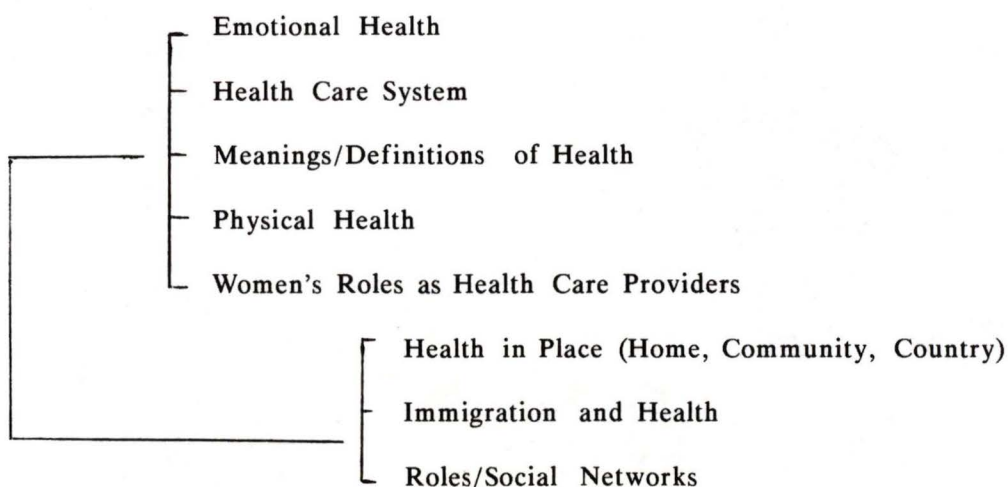 Emotional Health
Health Care System
Meanings/Definitions of Health
Physical Health
Women's Roles as Health Care Providers
Health in Place (Home, Community, Country)
Immigration and Health
Roles/Social Networks